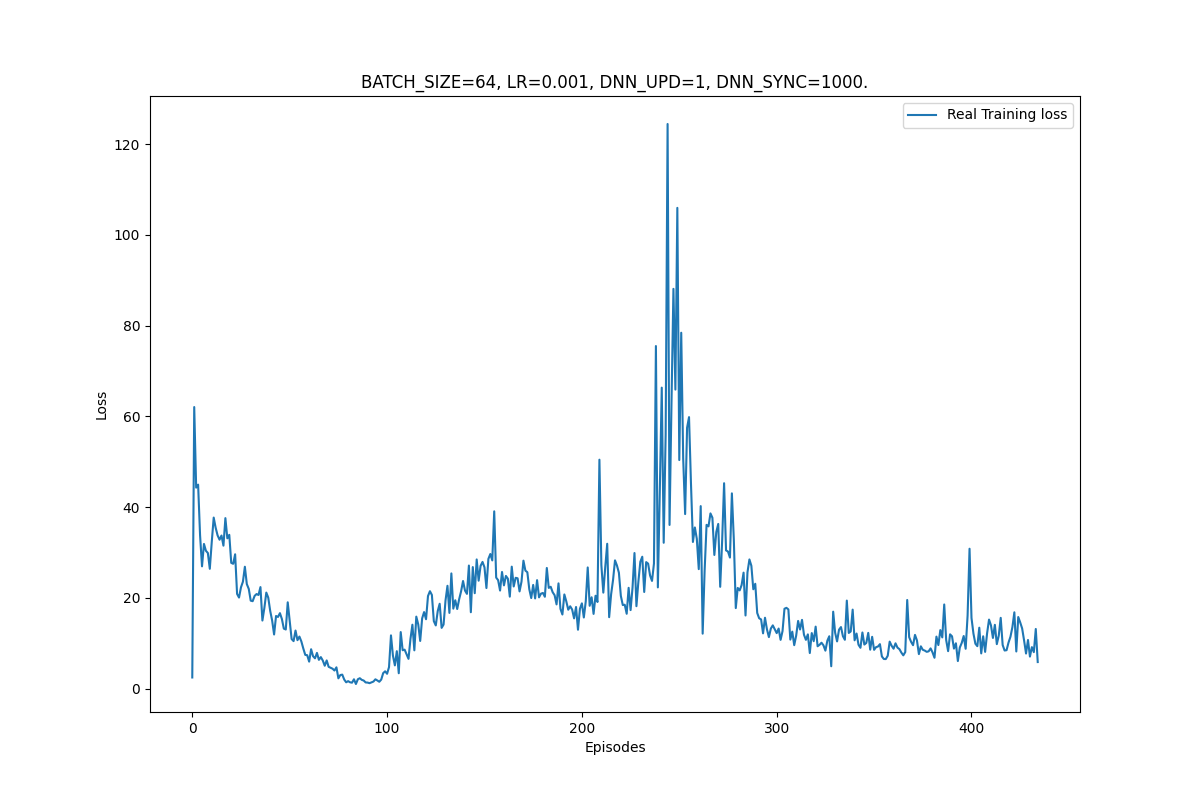 BATCH_SIZE=64, LR=0.001, DNN_UPD=1, DNN_SYNC=1000.
Real Training loss
120
100
80
60
40
20
0
Loss
0 100 200 300 400
Episodes